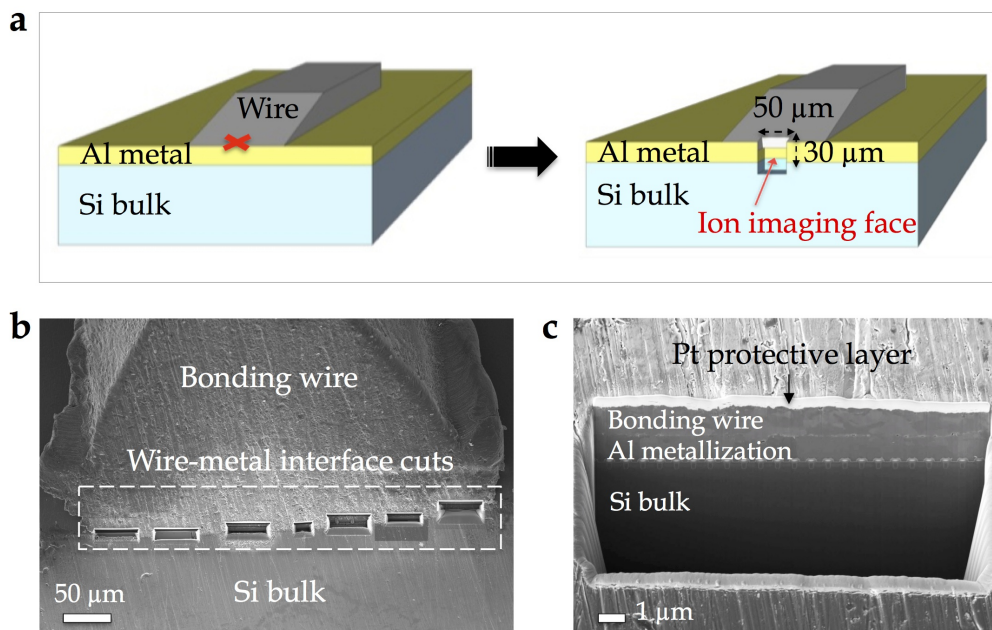 a
Wire
Al metal
Si bulk
50 µm
Al metal
30 µm
Si bulk
Ion imaging face
b
Bonding wire
Wire-metal interface cuts
Si bulk
50 µm
c
Pt protective layer
Bonding wire
Al metallization
Si bulk
1 µm